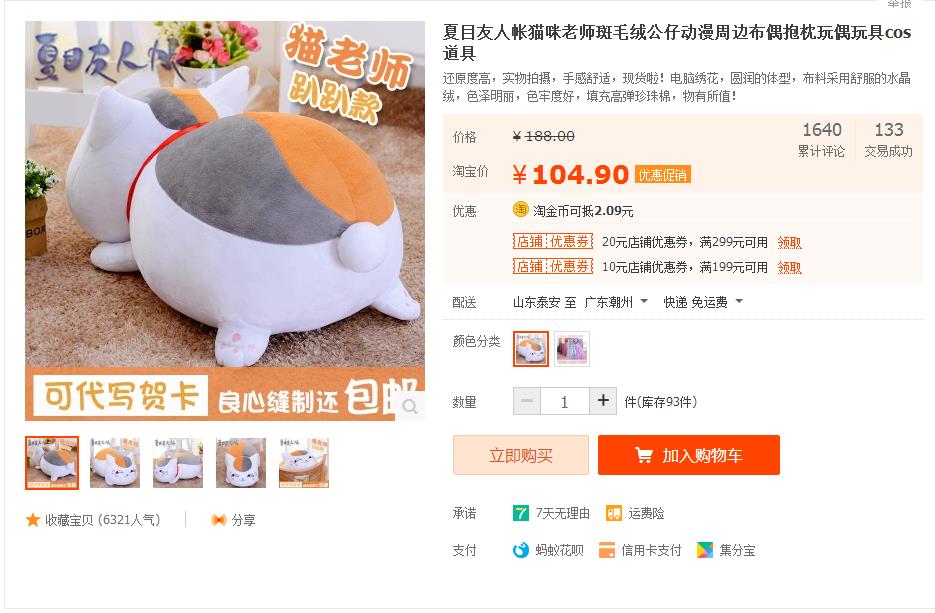 举报
夏目友人帐
猫老师
趴趴款
BOX
可代写贺卡 良心缝制还包邮
收藏宝贝 (6321人气) 分享
夏目友人帐猫咪老师斑毛绒公仔动漫周边布偶抱枕玩偶玩具cos
道具
还原度高，实物拍摄，手感舒适，现货啦！电脑绣花，圆润的体型，布料采用舒服的水晶
绒，色泽明丽，色牢度好，填充高弹珍珠棉，物有所值！
价格 ¥188.00
1640 133
累计评论 交易成功
淘宝价 ¥104.90 优惠促销
优惠 淘 淘金币可抵2.09元
店铺 优惠券 20元店铺优惠券，满299元可用 领取
店铺 优惠券 10元店铺优惠券，满199元可用 领取
配送 山东泰安 至 广东潮州 快递 免运费
颜色分类
数量 − 1 + 件(库存93件)
立即购买 加入购物车
承诺 7 7天无理由 运费险
支付 蚂蚁花呗 信用卡支付 集分宝